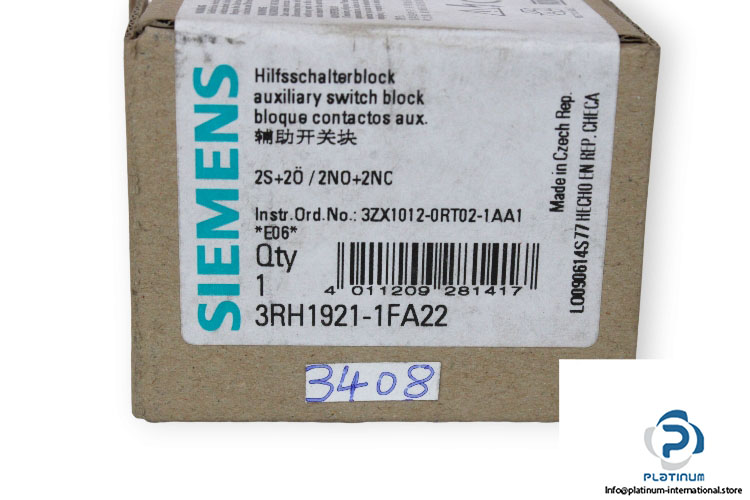 SIEMENS
Hilfsschalterblock
auxiliary switch block
bloque contactos aux.
辅助开关块
2S+2Ö / 2NO+2NC
Instr.Ord.No.: 3ZX1012-0RT02-1AA1
*E06*
Qty
1
4 011209 281417
3RH1921-1FA22
Made in Czech Rep.
LO090614S77 HECHO EN REP. CHECA
3408
PLATINUM
Info@platinum-international.store